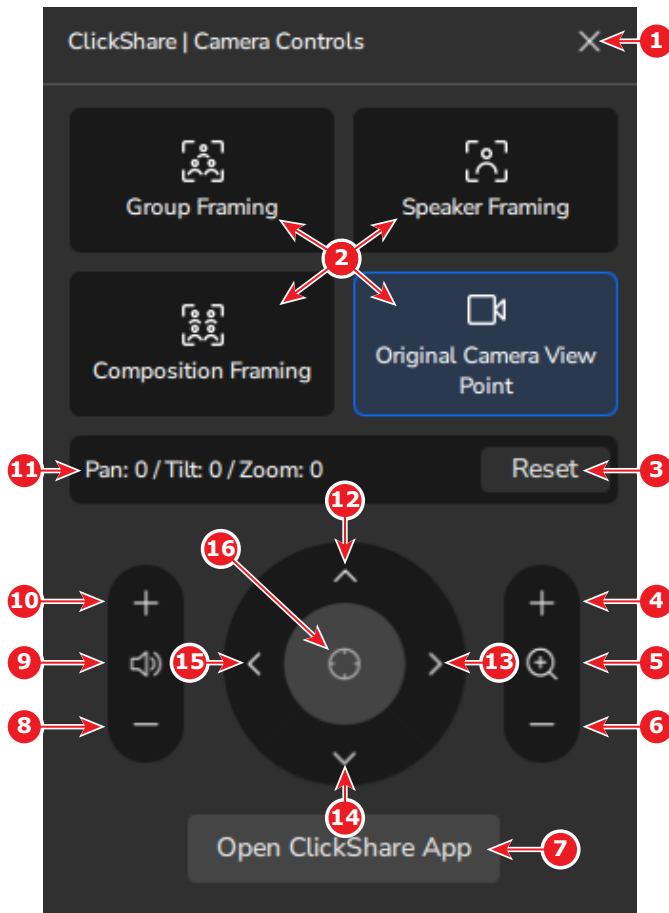 ClickShare | Camera Controls
1
Group Framing
Speaker Framing
2
Composition Framing
Original Camera View
Point
11
Pan: 0 / Tilt: 0 / Zoom: 0
Reset
3
12
16
10
4
9
15
13
5
8
6
14
Open ClickShare App
7